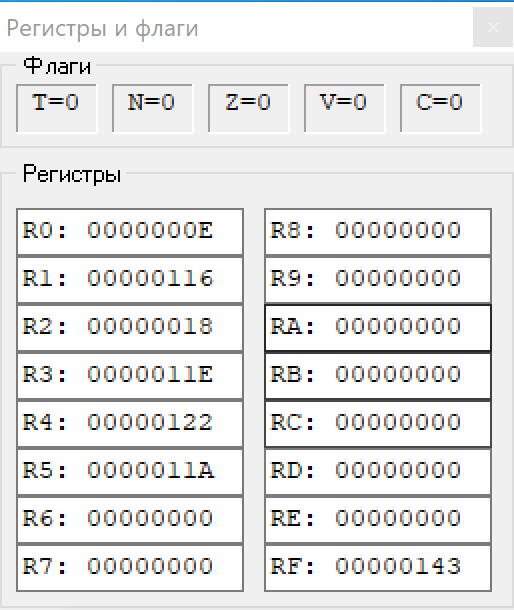 Регистры и флаги
Флаги
T=0 N=0 Z=0 V=0 C=0
Регистры
R0: 0000000E R8: 00000000
R1: 00000116 R9: 00000000
R2: 00000018 RA: 00000000
R3: 0000011E RB: 00000000
R4: 00000122 RC: 00000000
R5: 0000011A RD: 00000000
R6: 00000000 RE: 00000000
R7: 00000000 RF: 00000143